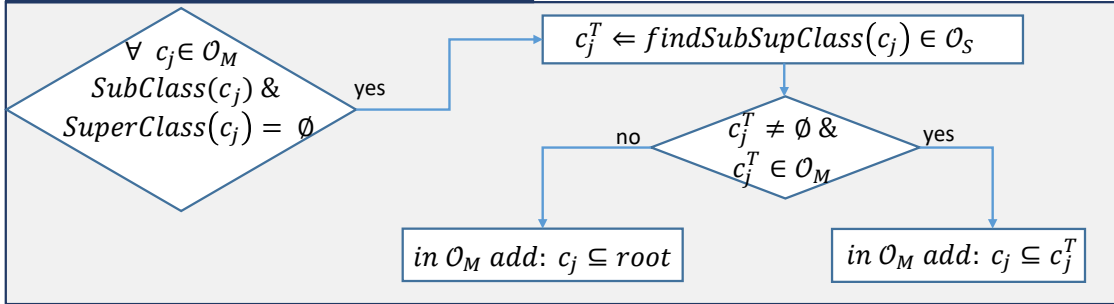 ∀ c_j ∈ 𝒪_M
SubClass(c_j) &
SuperClass(c_j) = ∅
yes
c_j^T ⇐ findSubSupClass(c_j) ∈ 𝒪_S
c_j^T ≠ ∅ &
c_j^T ∈ 𝒪_M
no
yes
in 𝒪_M add: c_j ⊆ root
in 𝒪_M add: c_j ⊆ c_j^T